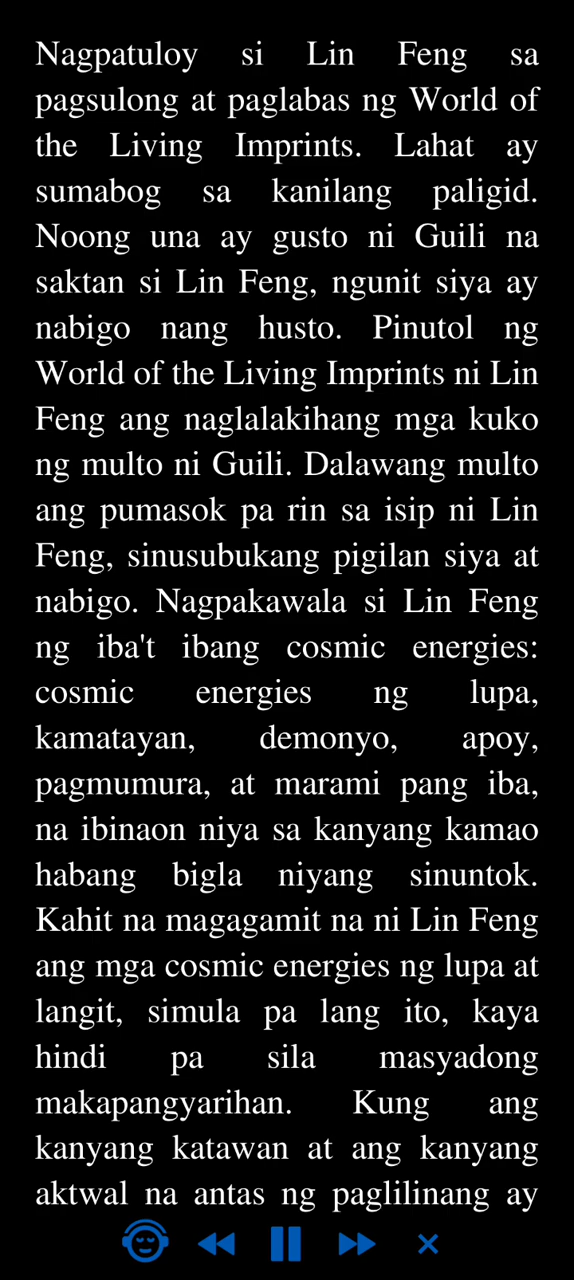 Nagpatuloy si Lin Feng sa
pagsulong at paglabas ng World of
the Living Imprints. Lahat ay
sumabog sa kanilang paligid.
Noong una ay gusto ni Guili na
saktan si Lin Feng, ngunit siya ay
nabigo nang husto. Pinutol ng
World of the Living Imprints ni Lin
Feng ang naglalakihang mga kuko
ng multo ni Guili. Dalawang multo
ang pumasok pa rin sa isip ni Lin
Feng, sinusubukang pigilan siya at
nabigo. Nagpakawala si Lin Feng
ng iba't ibang cosmic energies:
cosmic energies ng lupa,
kamatayan, demonyo, apoy,
pagmumura, at marami pang iba,
na ibinaon niya sa kanyang kamao
habang bigla niyang sinuntok.
Kahit na magagamit na ni Lin Feng
ang mga cosmic energies ng lupa at
langit, simula pa lang ito, kaya
hindi pa sila masyadong
makapangyarihan. Kung ang
kanyang katawan at ang kanyang
aktwal na antas ng paglilinang ay